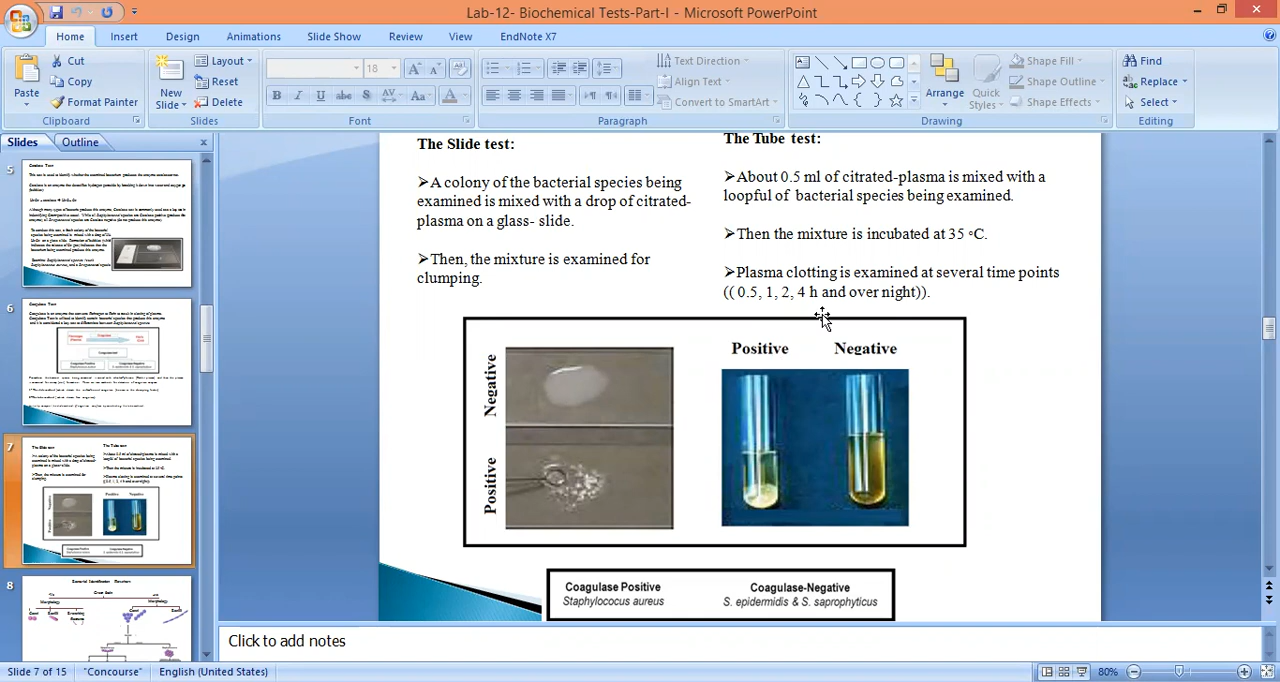 Lab-12- Biochemical Tests-Part-I - Microsoft PowerPoint
Home Insert Design Animations Slide Show Review View EndNote X7
Paste
Cut
Copy
Format Painter
Clipboard
New Slide
Layout
Reset
Delete
Slides
18
Font
Text Direction
Align Text
Convert to SmartArt
Paragraph
Arrange
Quick Styles
Shape Fill
Shape Outline
Shape Effects
Drawing
Find
Replace
Select
Editing
Slides Outline
5
6
7
8
The Slide test:
➢A colony of the bacterial species being
examined is mixed with a drop of citrated-
plasma on a glass- slide.
➢Then, the mixture is examined for
clumping.
The Tube test:
➢About 0.5 ml of citrated-plasma is mixed with a
loopful of bacterial species being examined.
➢Then the mixture is incubated at 35 °C.
➢Plasma clotting is examined at several time points
(( 0.5, 1, 2, 4 h and over night)).
Negative
Positive
Positive Negative
Coagulase Positive
Staphylococus aureus
Coagulase-Negative
S. epidermidis & S. saprophyticus
Click to add notes
Slide 7 of 15 "Concourse" English (United States) 80%